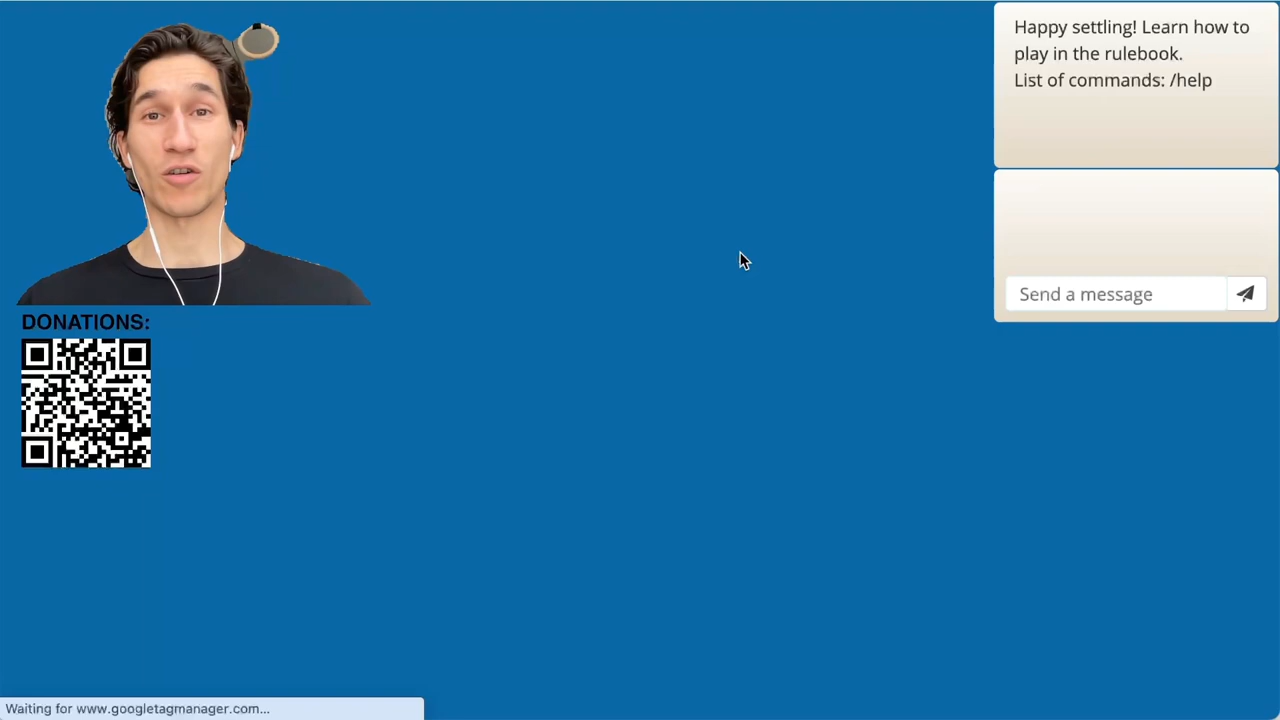 Happy settling! Learn how to
play in the rulebook.
List of commands: /help
Send a message
DONATIONS:
Waiting for www.googletagmanager.com...